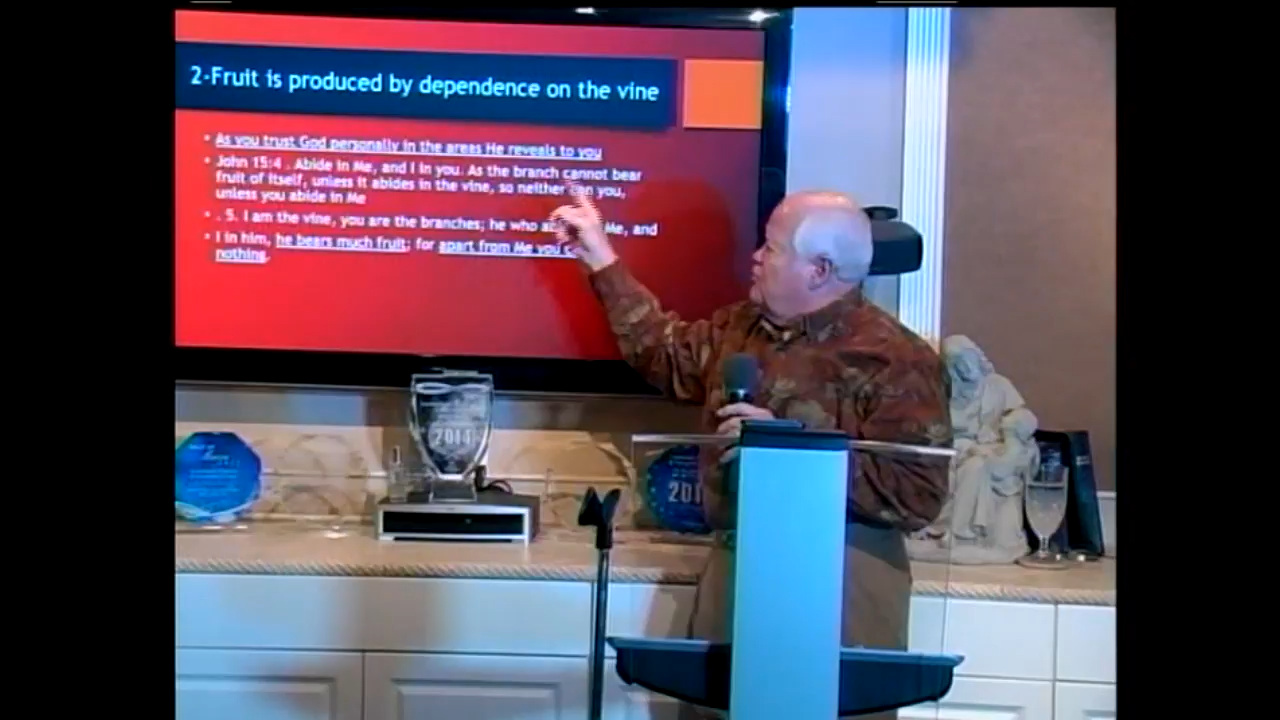 2-Fruit is produced by dependence on the vine
• As you trust God personally in the areas He reveals to you
• John 15:4 . Abide in Me, and I in you. As the branch cannot bear
fruit of itself, unless it abides in the vine, so neither can you,
unless you abide in Me
• . 5. I am the vine, you are the branches; he who Me, and
• I in him, he bears much fruit; for apart from Me you
nothing.
2014
201